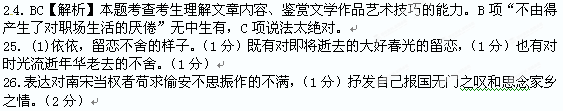 24. BC【解析】本题考查考生理解文章内容、鉴赏文学作品艺术技巧的能力。B 项“不由得
产生了对职场生活的厌倦”无中生有，C 项说法太绝对。
25. (1)依依，留恋不舍的样子。（1 分）既有对即将逝去的大好春光的留恋，（1 分）也有对
时光流逝年华老去的不舍。（1 分）
26.表达对南宋当权者苟求偷安不思振作的不满，（1 分）抒发自己报国无门之叹和思念家乡
之情。（2 分）